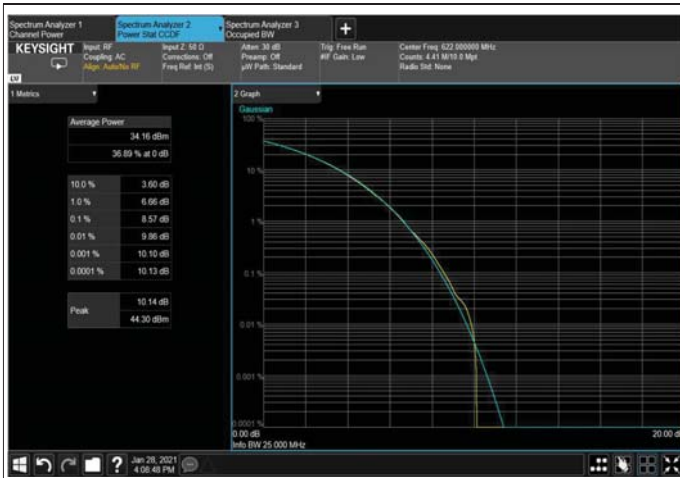 Spectrum Analyzer 1
Channel Power
Spectrum Analyzer 2
Power Stat CCDF
Spectrum Analyzer 3
Occupied BW
KEYSIGHT
Input: RF
Coupling: AC
Align: Auto/No RF
Input Z: 50 Ω
Corrections: Off
Freq Ref: Int (S)
Atten: 30 dB
Preamp: Off
µW Path: Standard
Trig: Free Run
#IF Gain: Low
Center Freq: 622.000000 MHz
Counts: 4.41 M/10.0 Mpt
Radio Std: None
1 Metrics
Average Power
34.16 dBm
36.89 % at 0 dB
10.0 % 3.60 dB
1.0 % 6.66 dB
0.1 % 8.57 dB
0.01 % 9.86 dB
0.001 % 10.10 dB
0.0001 % 10.13 dB
Peak
10.14 dB
44.30 dBm
2 Graph
Gaussian
100 %
10 %
1 %
0.1 %
0.01 %
0.001 %
0.0001 %
0.00 dB
20.00 dB
Info BW 25.000 MHz
Jan 28, 2021
4:08:48 PM